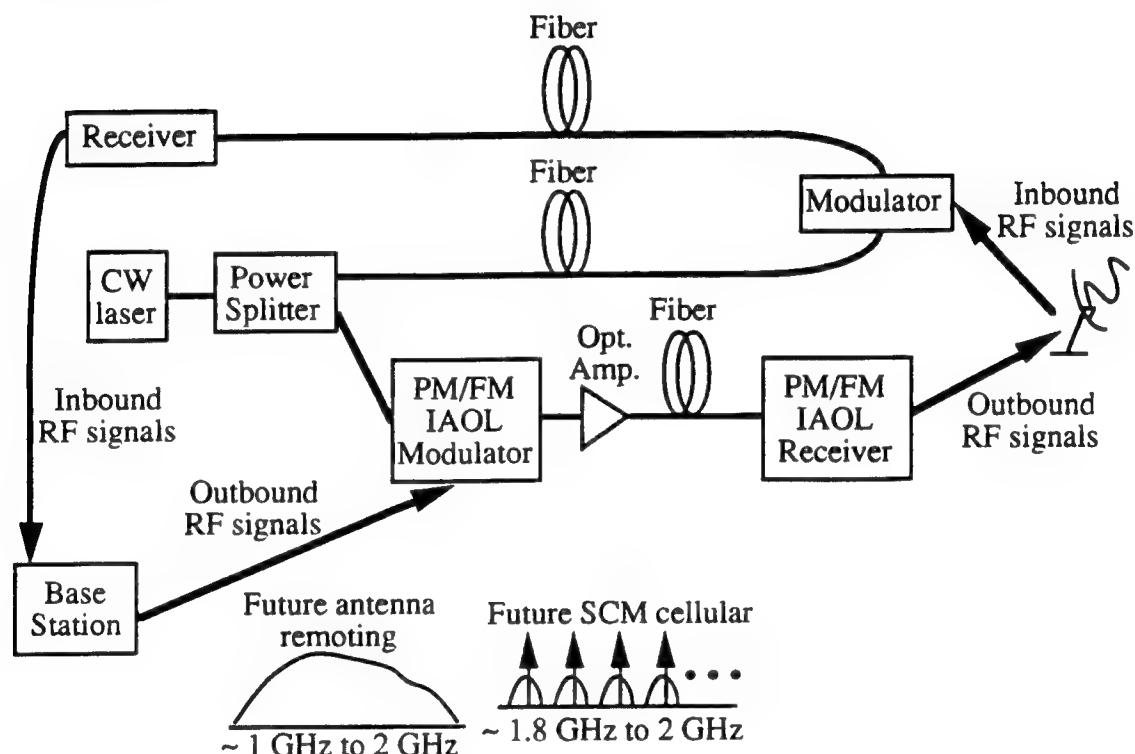 Fiber
Receiver
Fiber
Modulator
Inbound
RF signals
CW
laser
Power
Splitter
Fiber
Opt.
Amp.
PM/FM
IAOL
Modulator
PM/FM
IAOL
Receiver
Inbound
RF signals
Outbound
RF signals
Outbound
RF signals
Base
Station
Future antenna
remoting
Future SCM cellular
~ 1 GHz to 2 GHz
~ 1.8 GHz to 2 GHz